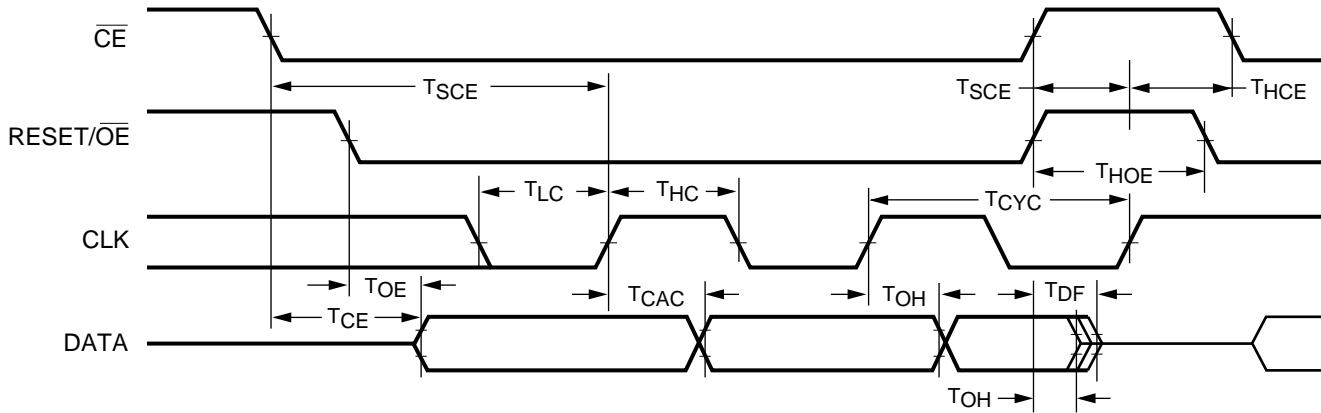 CE
TSCE TSCE THCE
RESET/OE
TLC THC THOE
TCYC
CLK
TOE TCAC TOH TDF
TCE
DATA
TOH